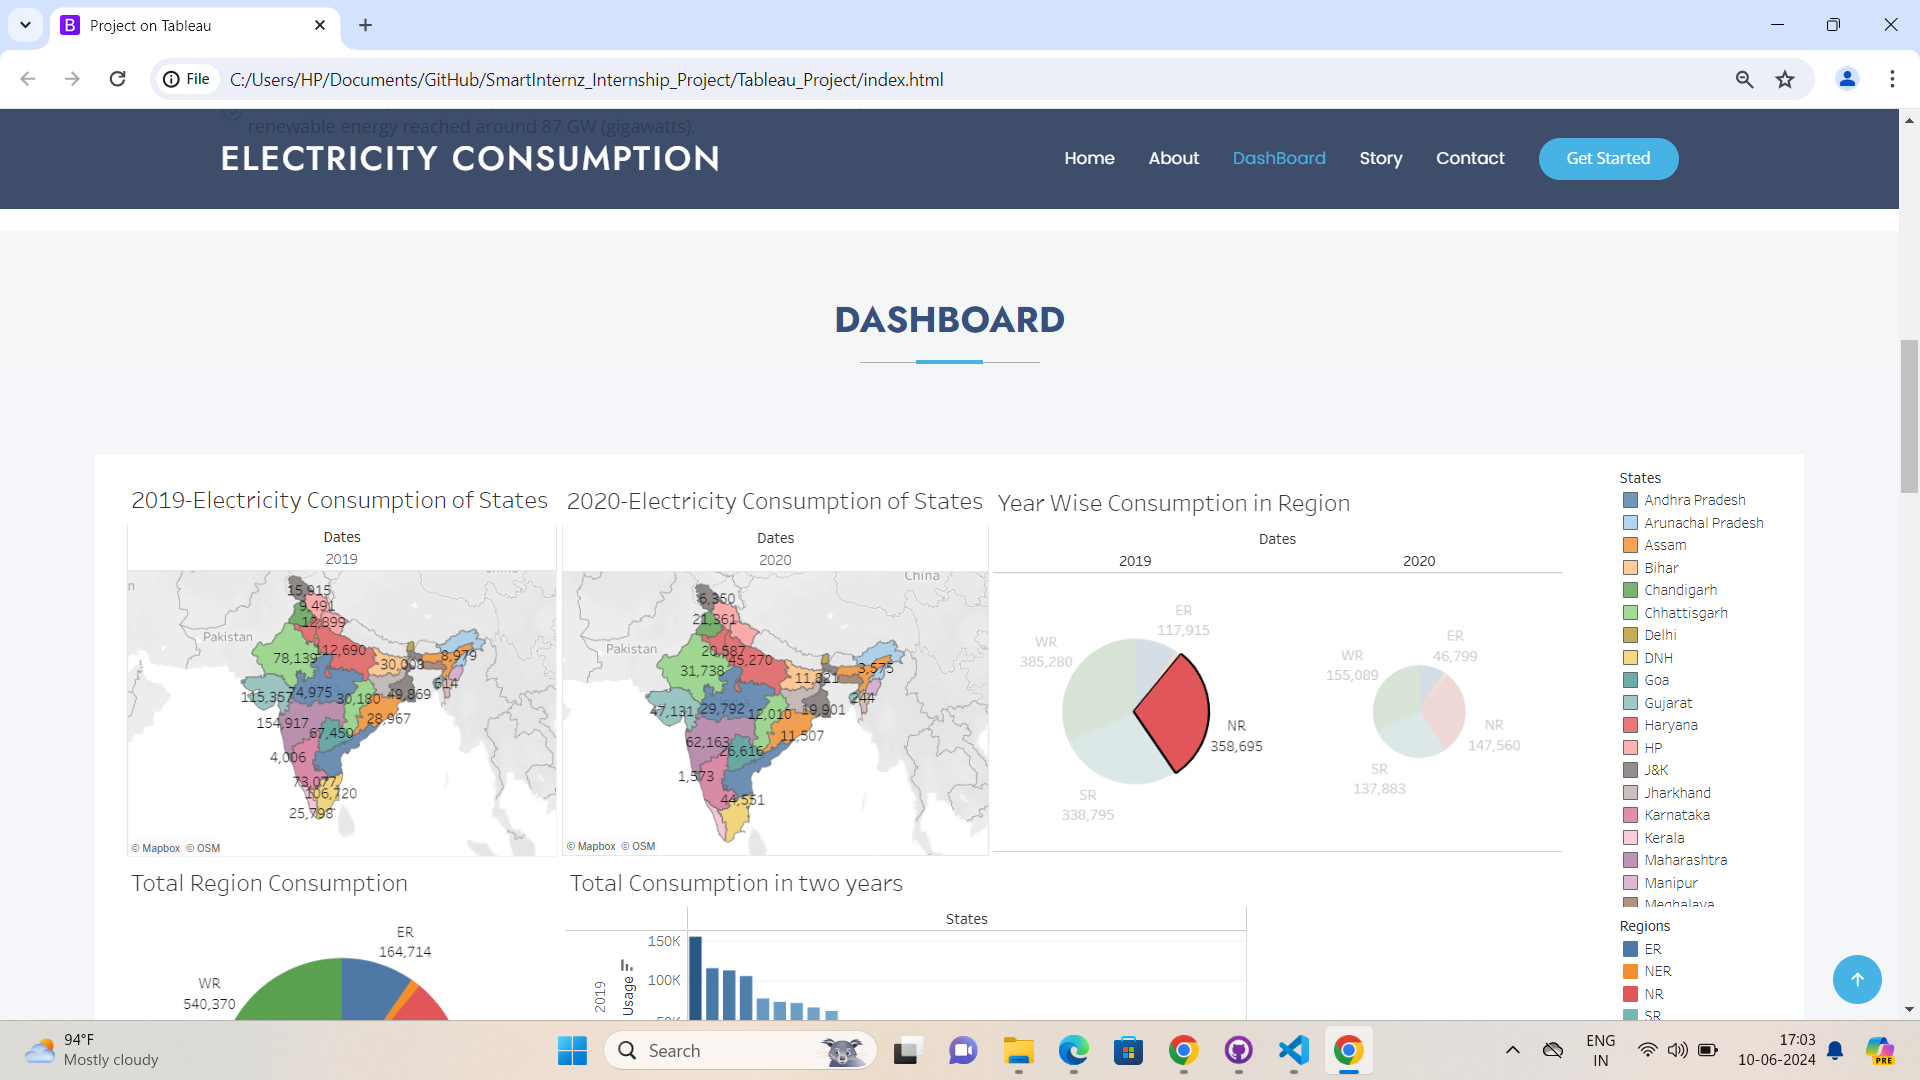 Project on Tableau
File
C:/Users/HP/Documents/GitHub/SmartInternz_Internship_Project/Tableau_Project/index.html
renewable energy reached around 87 GW (gigawatts).
ELECTRICITY CONSUMPTION
Home About DashBoard Story Contact Get Started
DASHBOARD
2019-Electricity Consumption of States
Dates
2019
Pakistan
15,915
9,491
12,899
112,690
78,139
30,008
8,979
614
115,357
74,975
30,180
49,869
28,967
154,917
67,450
4,006
73,077
106,720
25,798
© Mapbox © OSM
2020-Electricity Consumption of States
Dates
2020
China
Pakistan
6,350
21,361
20,587
45,270
31,738
11,821
3,575
244
47,131
29,792
12,010
19,901
11,507
62,163
26,616
1,573
44,551
© Mapbox © OSM
Year Wise Consumption in Region
Dates
2019 2020
ER
117,915
WR
385,280
NR
358,695
SR
338,795
ER
46,799
WR
155,089
NR
147,560
SR
137,883
States
Andhra Pradesh
Arunachal Pradesh
Assam
Bihar
Chandigarh
Chhattisgarh
Delhi
DNH
Goa
Gujarat
Haryana
HP
J&K
Jharkhand
Karnataka
Kerala
Maharashtra
Manipur
Meghalaya
Regions
ER
NER
NR
SR
Total Region Consumption
ER
164,714
WR
540,370
Total Consumption in two years
States
150K
100K
50K
2019
Usage
94°F
Mostly cloudy
Search
ENG
IN
17:03
10-06-2024
PRE